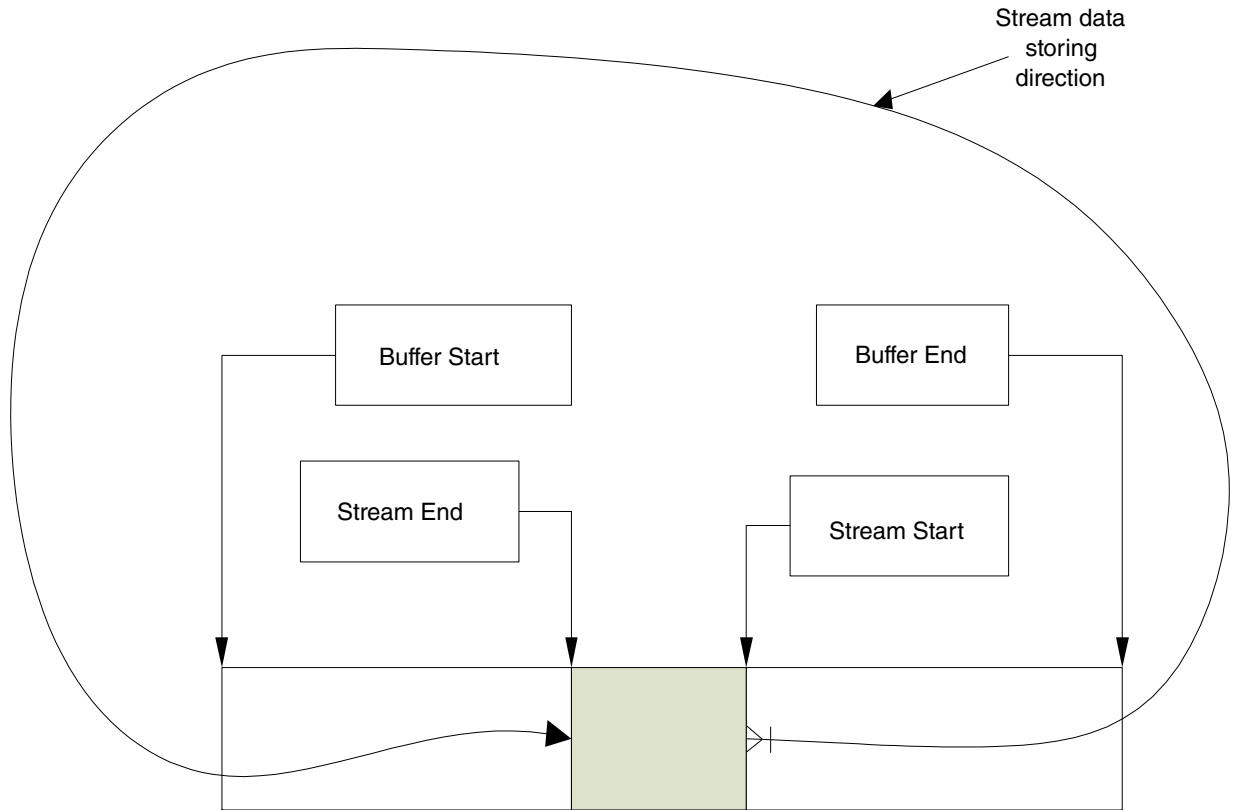 Stream data
storing
direction
Buffer Start
Buffer End
Stream End
Stream Start